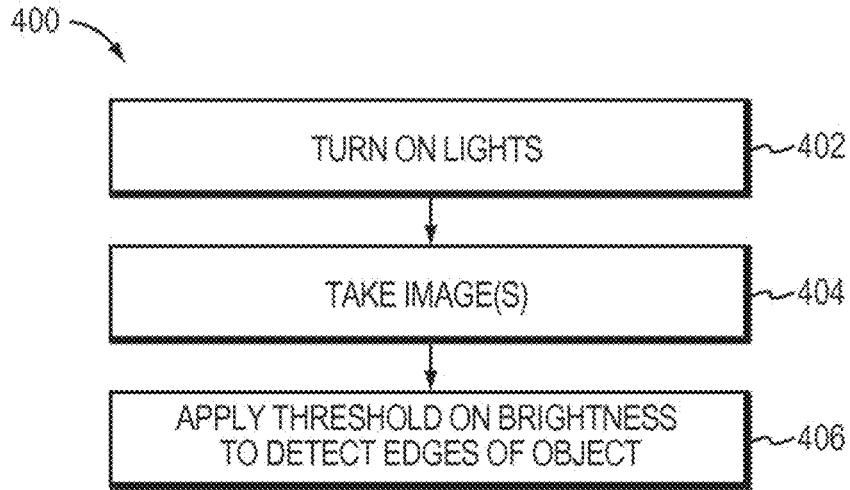 400
TURN ON LIGHTS
402
TAKE IMAGE(S)
404
APPLY THRESHOLD ON BRIGHTNESS
TO DETECT EDGES OF OBJECT
406